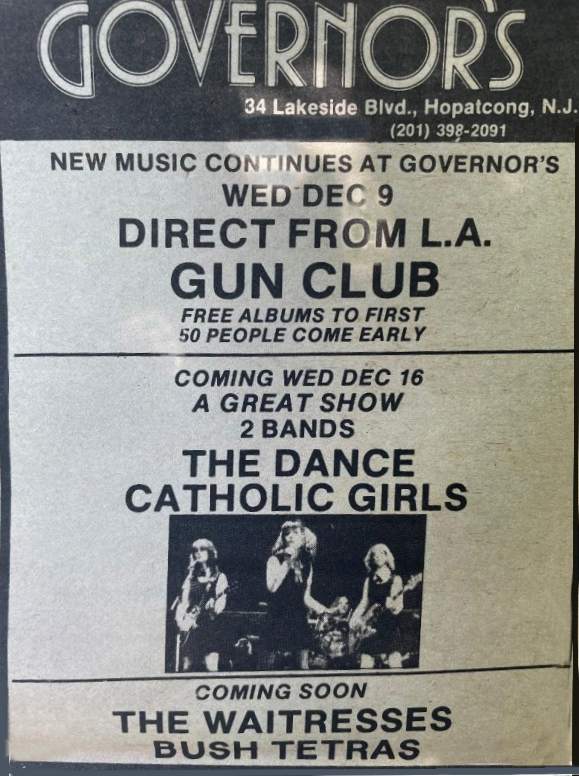 GOVERNOR'S
34 Lakeside Blvd., Hopatcong, N.J.
(201) 398-2091
NEW MUSIC CONTINUES AT GOVERNOR'S
WED DEC 9
DIRECT FROM L.A.
GUN CLUB
FREE ALBUMS TO FIRST
50 PEOPLE COME EARLY
COMING WED DEC 16
A GREAT SHOW
2 BANDS
THE DANCE
CATHOLIC GIRLS
COMING SOON
THE WAITRESSES
BUSH TETRAS